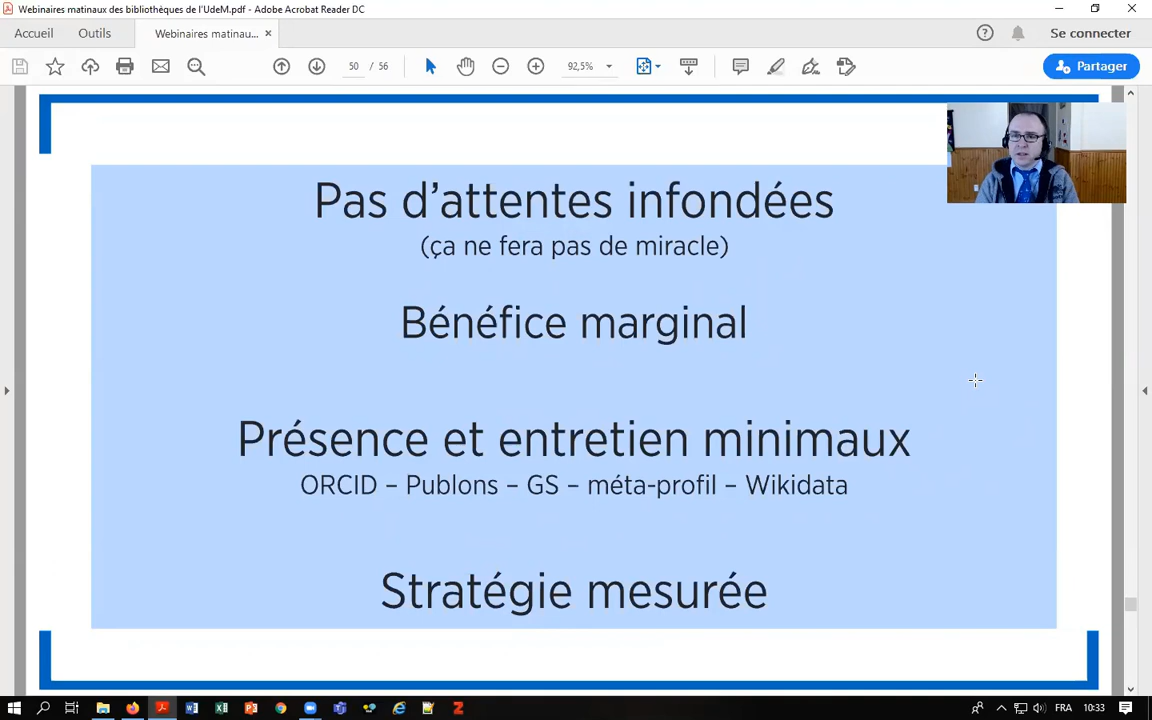 Webinaires matinaux des bibliothèques de l'UdeM.pdf - Adobe Acrobat Reader DC
Accueil
Outils
Webinaires matinau...
Se connecter
50 / 56
92,5%
Partager
Pas d’attentes infondées
(ça ne fera pas de miracle)
Bénéfice marginal
Présence et entretien minimaux
ORCID – Publons – GS – méta-profil – Wikidata
Stratégie mesurée
FRA
10:33